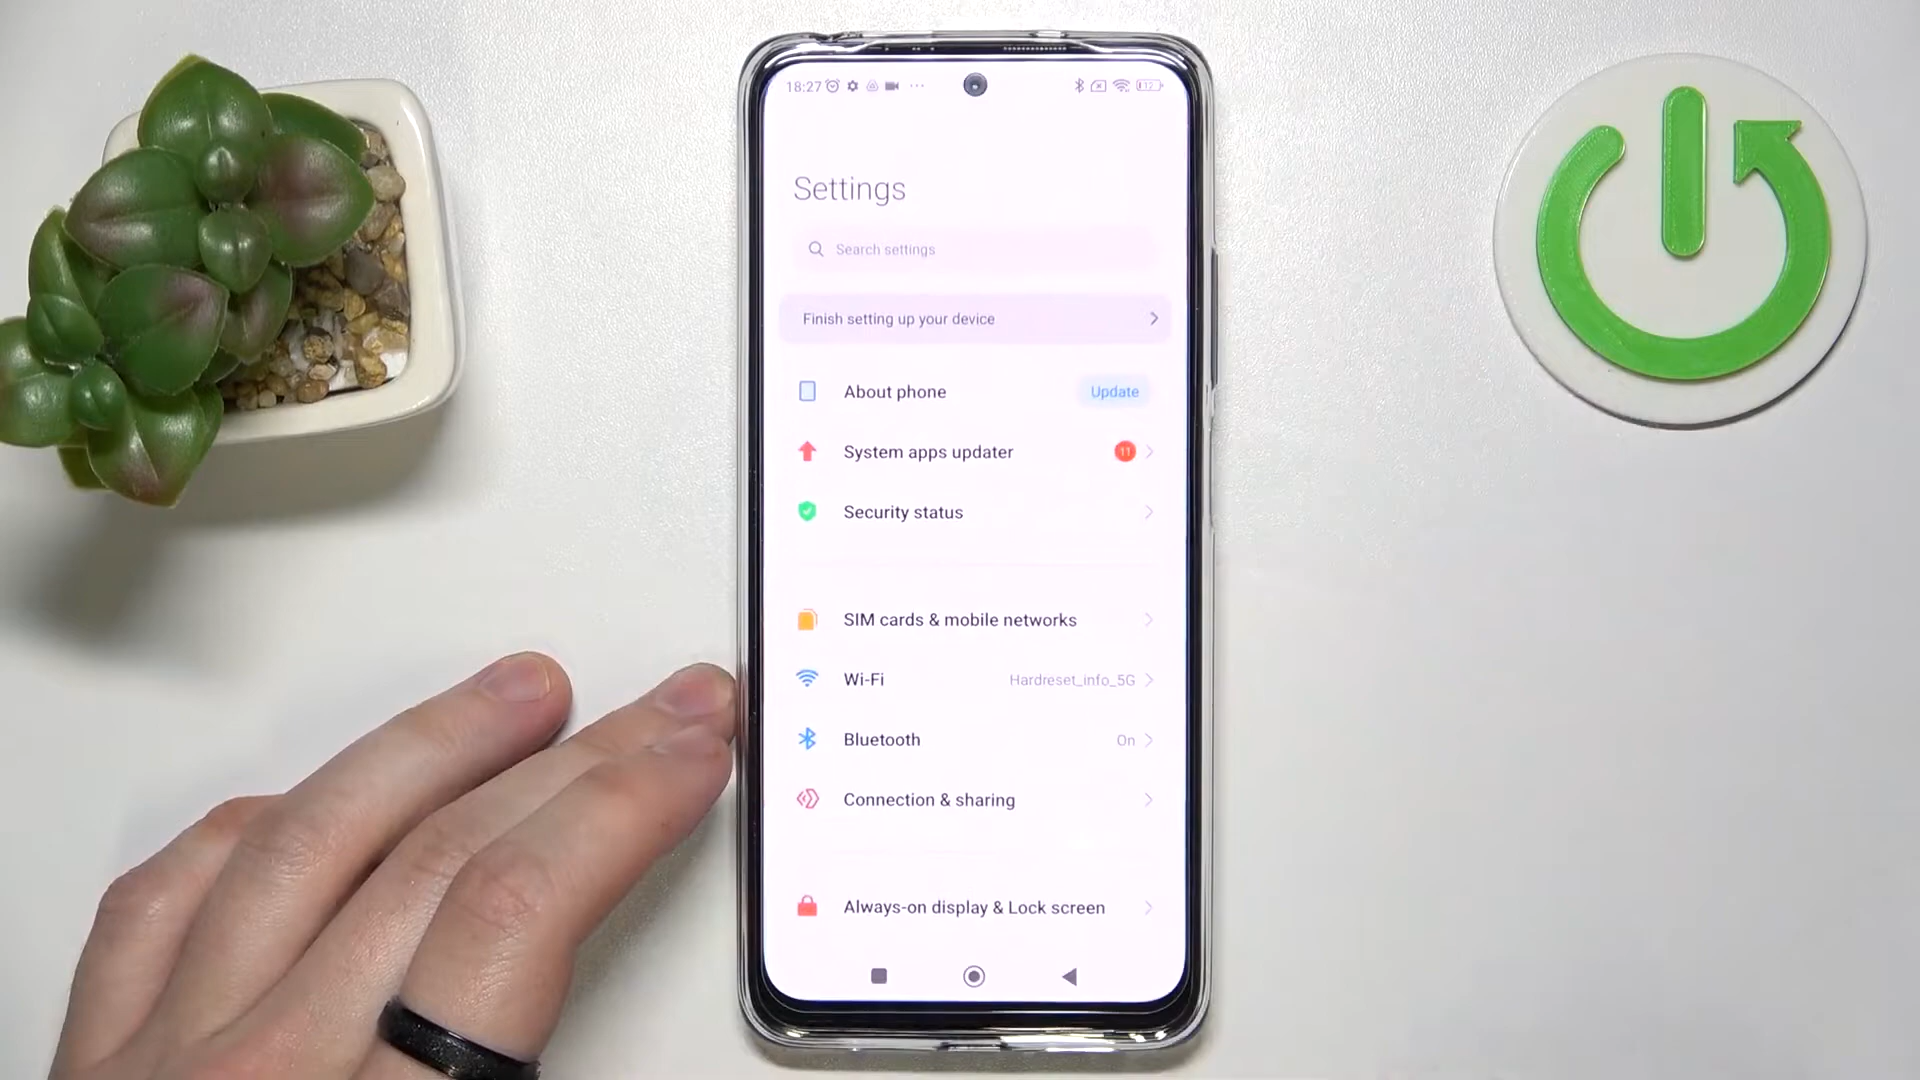 18:27
12
Settings
Search settings
Finish setting up your device
About phone
Update
System apps updater
11
Security status
SIM cards & mobile networks
Wi-Fi
Hardreset_info_5G
Bluetooth
On
Connection & sharing
Always-on display & Lock screen